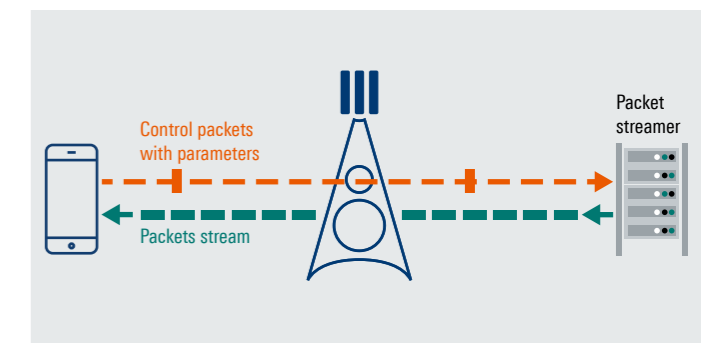 Packet
streamer
Control packets
with parameters
Packets stream